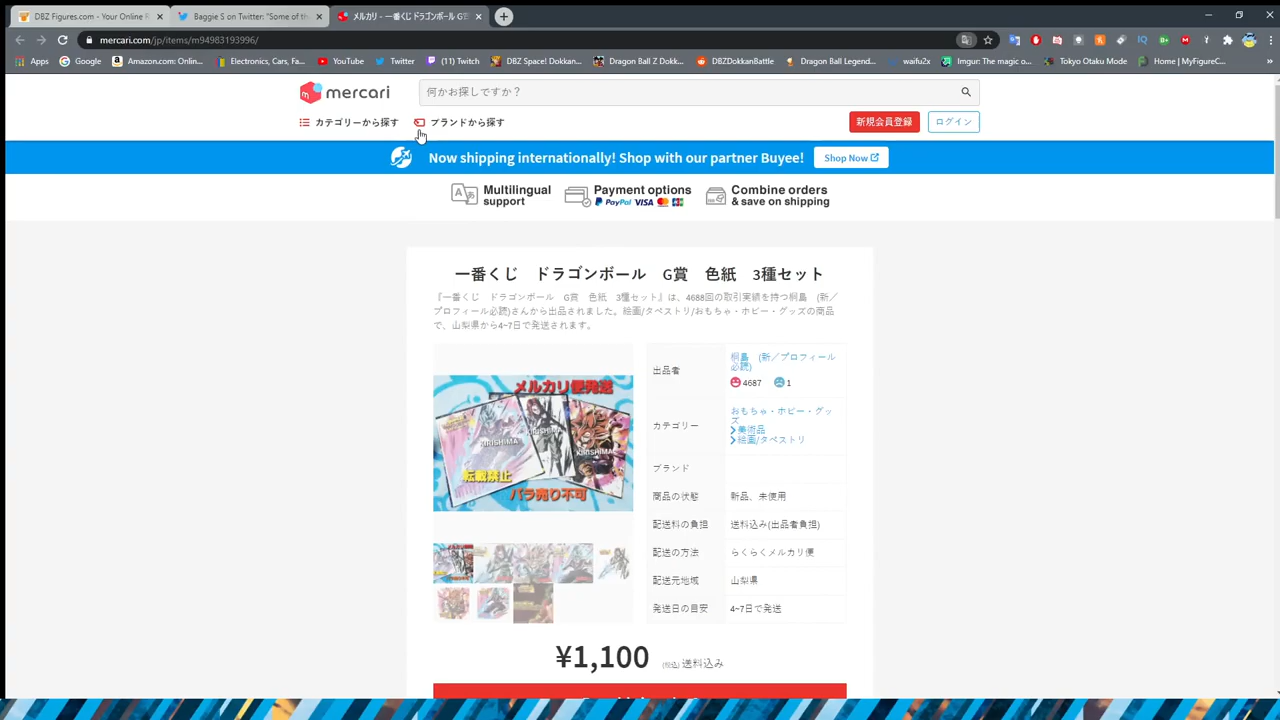 DBZ Figures.com - Your Online R
Baggie S on Twitter: "Some of th
メルカリ - 一番くじ ドラゴンボール G賞
mercari.com/jp/items/m94983193996/
Apps
Google
Amazon.com: Onlin...
Electronics, Cars, Fa...
YouTube
Twitter
(11) Twitch
DBZ Space! Dokkan...
Dragon Ball Z Dokk...
DBZDokkanBattle
Dragon Ball Legend...
waifu2x
Imgur: The magic o...
Tokyo Otaku Mode
Home | MyFigureC...
mercari
何かお探しですか？
カテゴリーから探す
ブランドから探す
新規会員登録
ログイン
Now shipping internationally! Shop with our partner Buyee!
Shop Now
Multilingual
support
Payment options
PayPal VISA
Combine orders
& save on shipping
一番くじ　ドラゴンボール　G賞　色紙　3種セット
『一番くじ　ドラゴンボール　G賞　色紙　3種セット』は、4688回の取引実績を持つ桐島　(新／
プロフィール必読)さんから出品されました。絵画/タペストリ/おもちゃ・ホビー・グッズの商品
で、山梨県から4~7日で発送されます。
メルカリ便発送
KIRISHIMA
KIRISHIMA
KIRISHIMA
転載禁止
バラ売り不可
出品者
桐島　(新／プロフィール
必読)
4687
1
カテゴリー
おもちゃ・ホビー・グッ
ズ
美術品
絵画/タペストリ
ブランド
商品の状態
新品、未使用
配送料の負担
送料込み(出品者負担)
配送の方法
らくらくメルカリ便
配送元地域
山梨県
発送日の目安
4~7日で発送
¥1,100
(税込)
送料込み